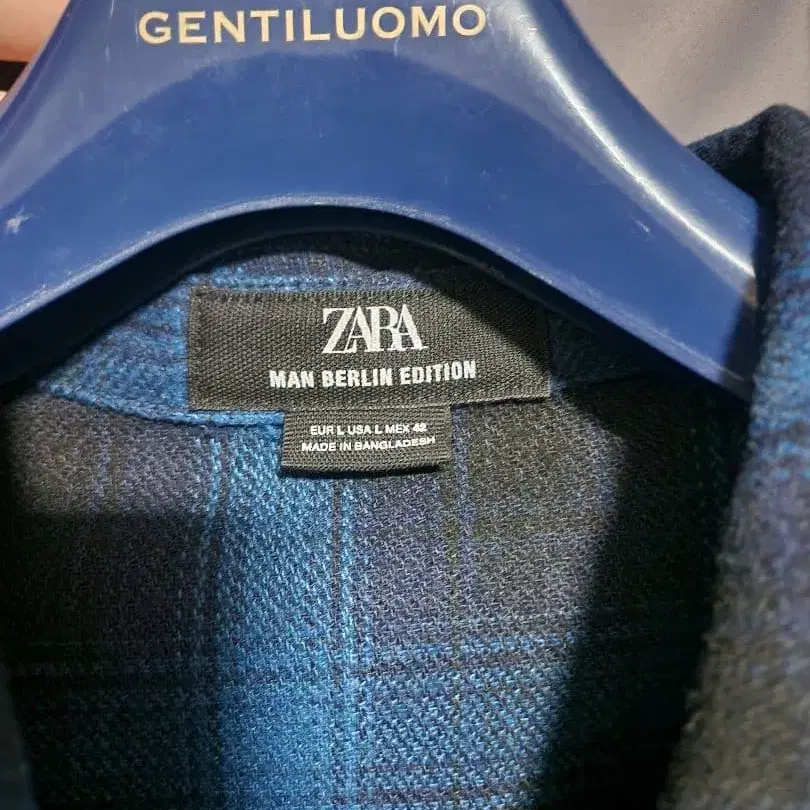 GENTILUOMO
ZARA
MAN BERLIN EDITION
EUR L USA L MEX 42
MADE IN BANGLADESH